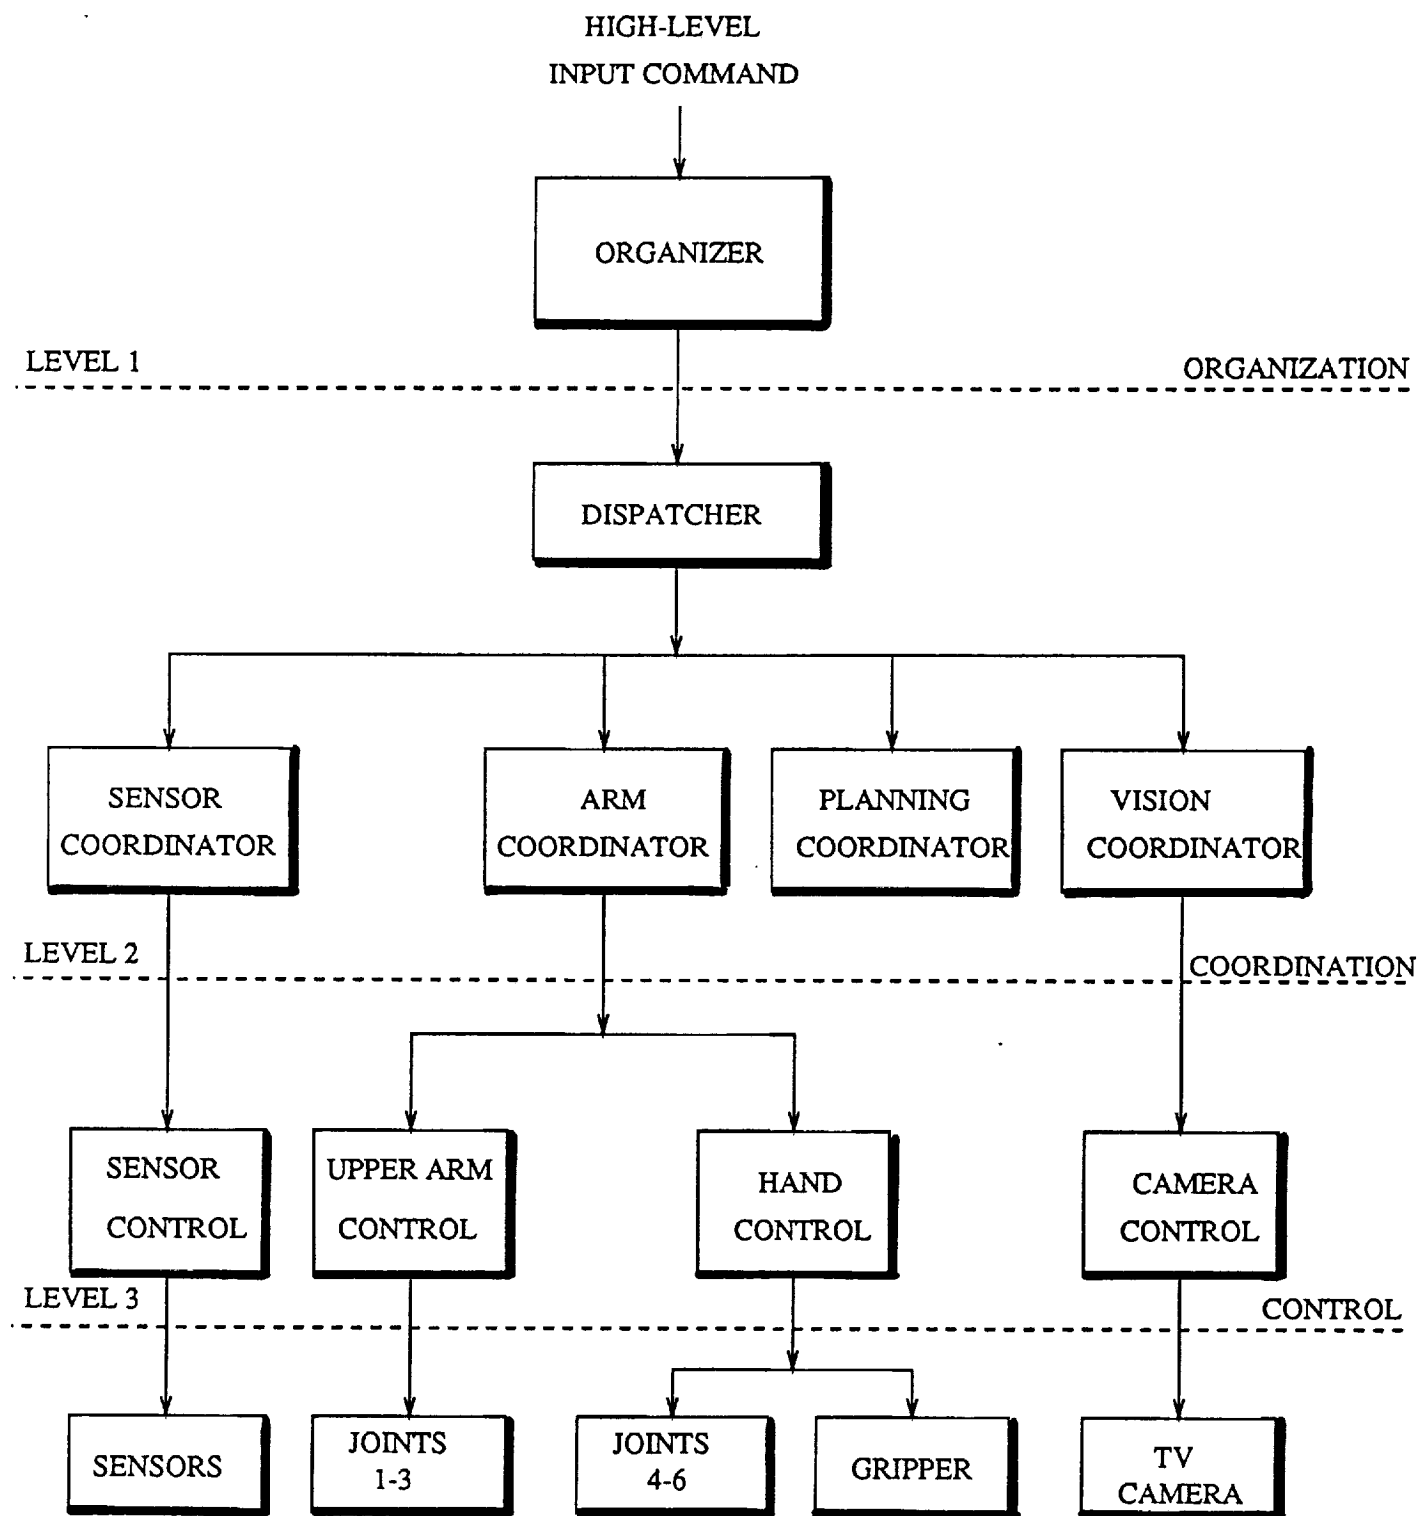 HIGH-LEVEL
INPUT COMMAND
ORGANIZER
LEVEL 1
ORGANIZATION
DISPATCHER
SENSOR
COORDINATOR
ARM
COORDINATOR
PLANNING
COORDINATOR
VISION
COORDINATOR
LEVEL 2
COORDINATION
SENSOR
CONTROL
UPPER ARM
CONTROL
HAND
CONTROL
CAMERA
CONTROL
LEVEL 3
CONTROL
SENSORS
JOINTS
1-3
JOINTS
4-6
GRIPPER
TV
CAMERA